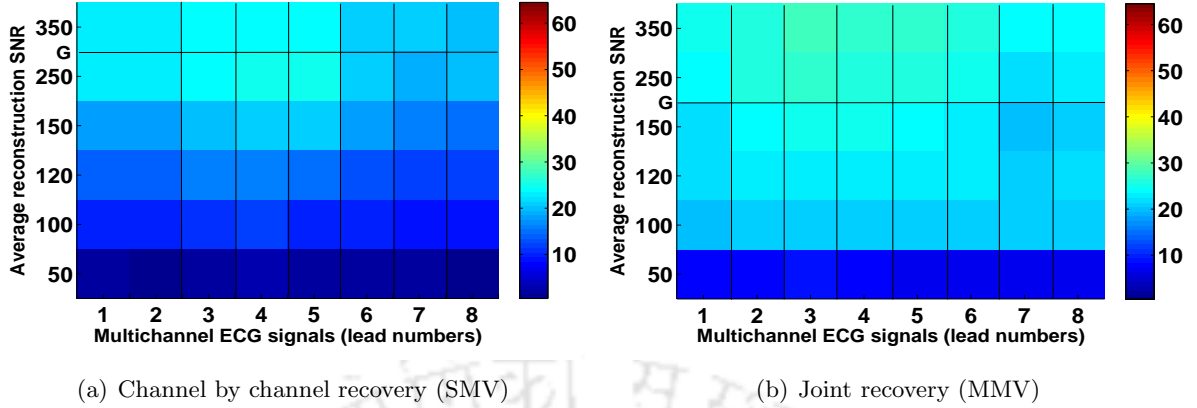 Average reconstruction SNR
350
G
250
150
120
100
50
1 2 3 4 5 6 7 8
Multichannel ECG signals (lead numbers)
60
50
40
30
20
10
(a) Channel by channel recovery (SMV)
Average reconstruction SNR
350
250
G
150
120
100
50
1 2 3 4 5 6 7 8
Multichannel ECG signals (lead numbers)
60
50
40
30
20
10
(b) Joint recovery (MMV)